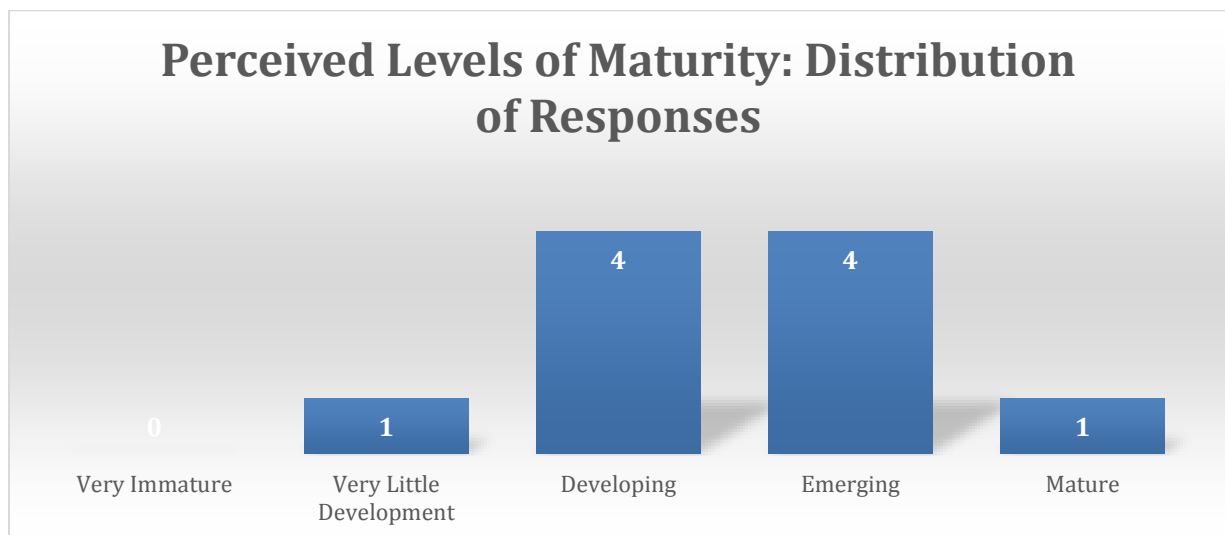 Perceived Levels of Maturity: Distribution
of Responses
0
1
4
4
1
Very Immature
Very Little
Development
Developing
Emerging
Mature